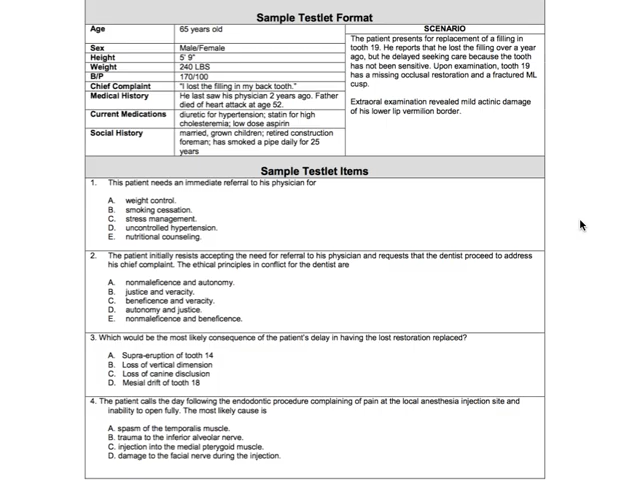 Sample Testlet Format
Age 65 years old SCENARIO
Sex Male/Female
Height 5' 9"
Weight 240 LBS
B/P 170/100
Chief Complaint "I lost the filling in my back tooth."
Medical History He last saw his physician 2 years ago. Father
died of heart attack at age 52.
Current Medications diuretic for hypertension; statin for high
cholesteremia; low dose aspirin
Social History married, grown children; retired construction
foreman; has smoked a pipe daily for 25
years
The patient presents for replacement of a filling in
tooth 19. He reports that he lost the filling over a year
ago, but he delayed seeking care because the tooth
has not been sensitive. Upon examination, tooth 19
has a missing occlusal restoration and a fractured ML
cusp.
Extraoral examination revealed mild actinic damage
of his lower lip vermilion border.
Sample Testlet Items
1. This patient needs an immediate referral to his physician for
A. weight control.
B. smoking cessation.
C. stress management.
D. uncontrolled hypertension.
E. nutritional counseling.
2. The patient initially resists accepting the need for referral to his physician and requests that the dentist proceed to address
his chief complaint. The ethical principles in conflict for the dentist are
A. nonmaleficence and autonomy.
B. justice and veracity.
C. beneficence and veracity.
D. autonomy and justice.
E. nonmaleficence and beneficence.
3. Which would be the most likely consequence of the patient's delay in having the lost restoration replaced?
A. Supra-eruption of tooth 14
B. Loss of vertical dimension
C. Loss of canine disclusion
D. Mesial drift of tooth 18
4. The patient calls the day following the endodontic procedure complaining of pain at the local anesthesia injection site and
inability to open fully. The most likely cause is
A. spasm of the temporalis muscle.
B. trauma to the inferior alveolar nerve.
C. injection into the medial pterygoid muscle.
D. damage to the facial nerve during the injection.